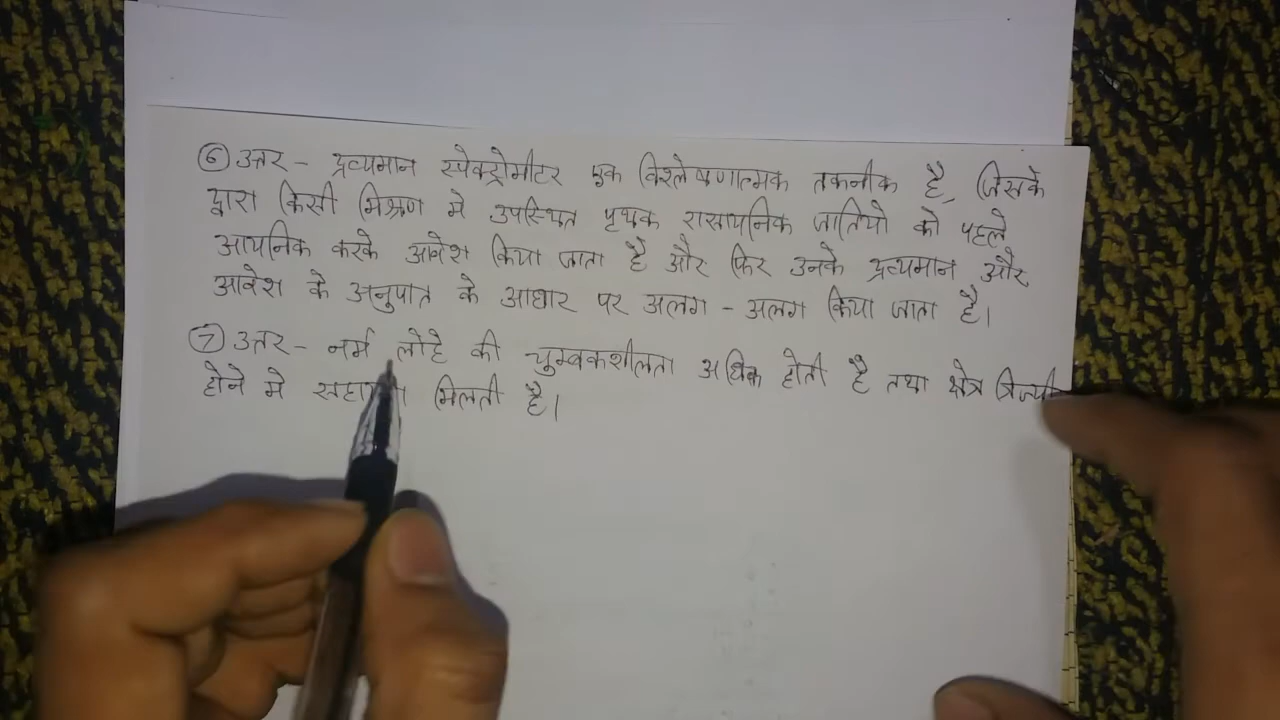 ⑥ उत्तर - द्रव्यमान स्पेक्ट्रोमीटर एक विश्लेषणात्मक तकनीक है, जिसके
द्वारा किसी मिश्रण मे उपस्थित पृथक रासायनिक जातियो को पहले
आयनिक करके आवेश किया जाता है और फिर उनके द्रव्यमान और
आवेश के अनुपात के आधार पर अलग - अलग किया जाता है।
⑦ उत्तर - नर्म लोहे की चुम्बकशीलता अधिक होती है तथा क्षेत्र
होने मे मिलती है।